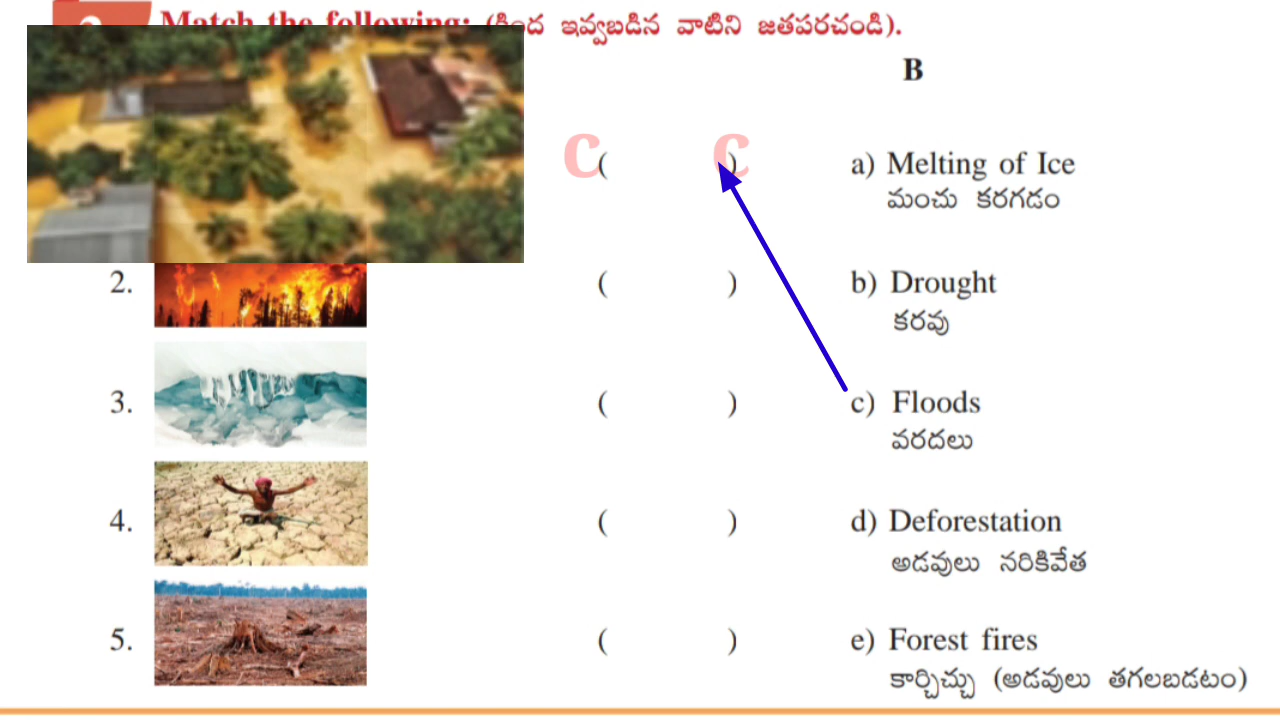 Match the following: (కింద ఇవ్వబడిన వాటిని జతపరచండి).
B
c ( c ) a) Melting of Ice
మంచు కరగడం
2. ( ) b) Drought
కరవు
3. ( ) c) Floods
వరదలు
4. ( ) d) Deforestation
అడవులు నరికివేత
5. ( ) e) Forest fires
కార్చిచ్చు (అడవులు తగలబడటం)